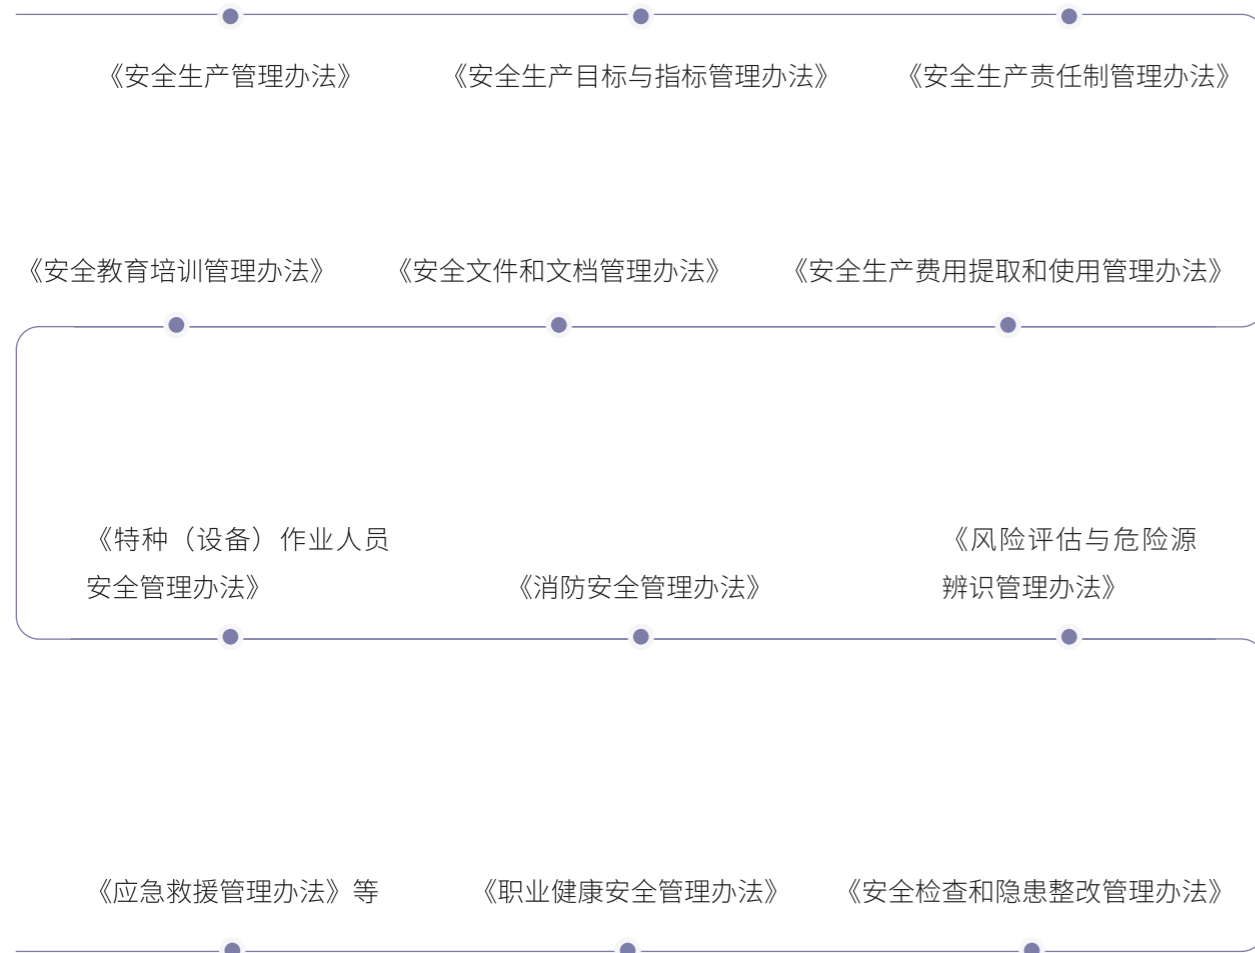 《安全生产管理办法》
《安全生产目标与指标管理办法》
《安全生产责任制管理办法》
《安全教育培训管理办法》
《安全文件和文档管理办法》
《安全生产费用提取和使用管理办法》
《特种（设备）作业人员
安全管理办法》
《消防安全管理办法》
《风险评估与危险源
辨识管理办法》
《应急救援管理办法》等
《职业健康安全管理办法》
《安全检查和隐患整改管理办法》